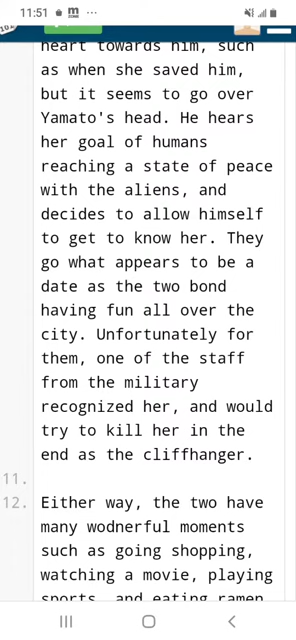 11:51
heart towards him, such
as when she saved him,
but it seems to go over
Yamato's head. He hears
her goal of humans
reaching a state of peace
with the aliens, and
decides to allow himself
to get to know her. They
go what appears to be a
date as the two bond
having fun all over the
city. Unfortunately for
them, one of the staff
from the military
recognized her, and would
try to kill her in the
end as the cliffhanger.
11.
12. Either way, the two have
many wodnerful moments
such as going shopping,
watching a movie, playing
sports, and eating ramen